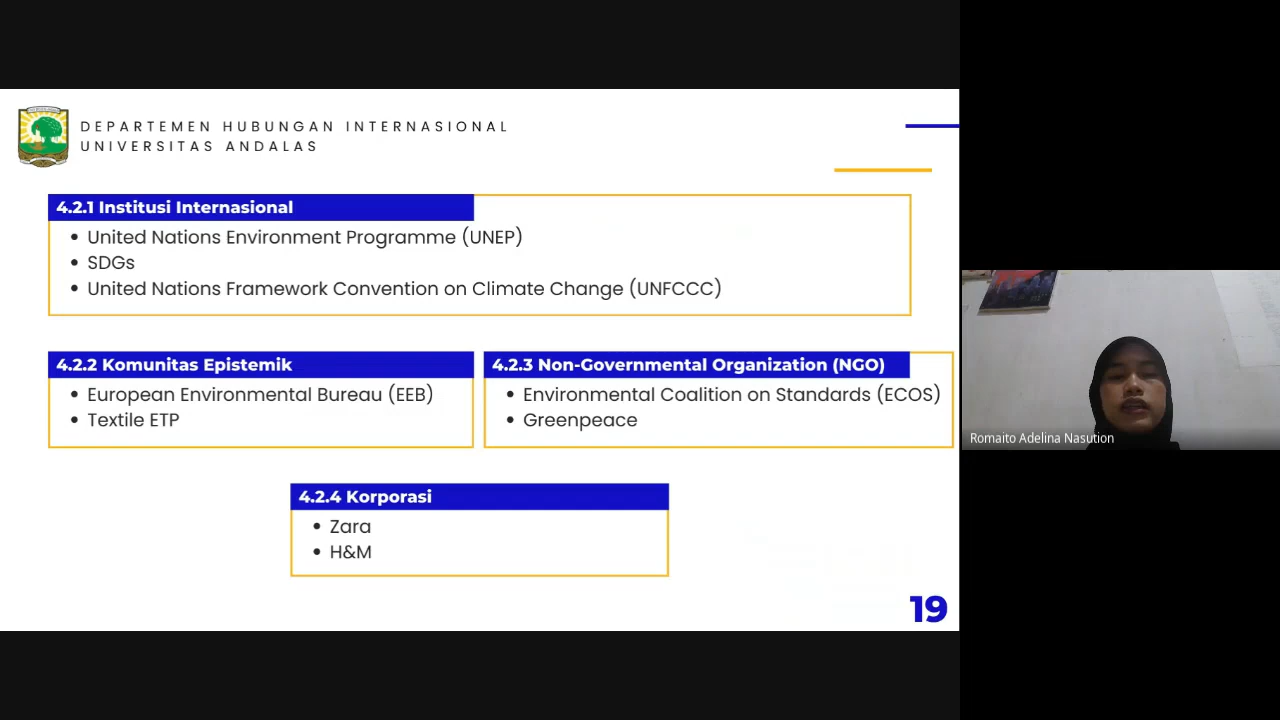 DEPARTEMEN HUBUNGAN INTERNASIONAL
UNIVERSITAS ANDALAS
4.2.1 Institusi Internasional
• United Nations Environment Programme (UNEP)
• SDGs
• United Nations Framework Convention on Climate Change (UNFCCC)
4.2.2 Komunitas Epistemik
• European Environmental Bureau (EEB)
• Textile ETP
4.2.3 Non-Governmental Organization (NGO)
• Environmental Coalition on Standards (ECOS)
• Greenpeace
4.2.4 Korporasi
• Zara
• H&M
19
Romaito Adelina Nasution